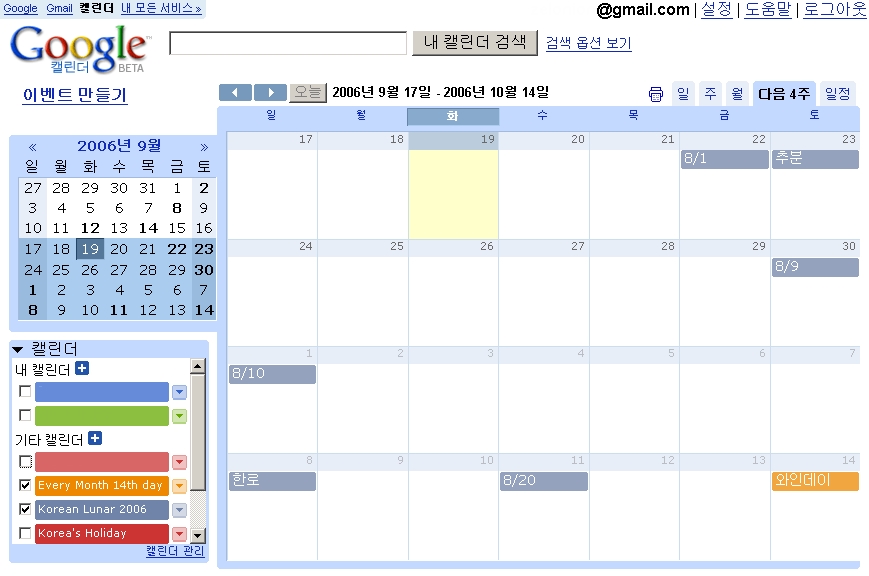 Google Gmail 캘린더 내 모든 서비스 »
@gmail.com | 설정 | 도움말 | 로그아웃
Google 캘린더 BETA
내 캘린더 검색 검색 옵션 보기
이벤트 만들기
오늘 2006년 9월 17일 - 2006년 10월 14일
일 주 월 다음 4주 일정
« 2006년 9월 »
일 월 화 수 목 금 토
27 28 29 30 31 1 2
3 4 5 6 7 8 9
10 11 12 13 14 15 16
17 18 19 20 21 22 23
24 25 26 27 28 29 30
1 2 3 4 5 6 7
8 9 10 11 12 13 14
캘린더
내 캘린더
기타 캘린더
Every Month 14th day
Korean Lunar 2006
Korea's Holiday
캘린더 관리
일 월 화 수 목 금 토
17 18 19 20 21 22 23
8/1 추분
24 25 26 27 28 29 30
8/9
1 2 3 4 5 6 7
8/10
8 9 10 11 12 13 14
한로 8/20 와인데이